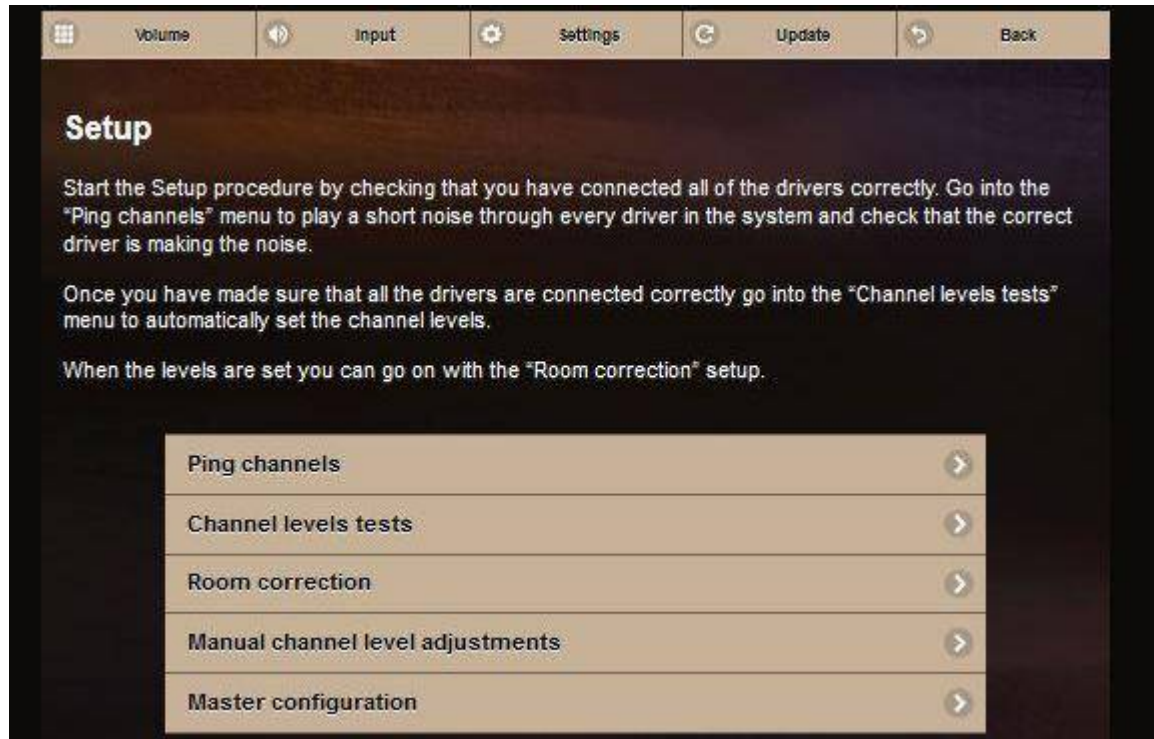 Volume
Input
Settings
Update
Back
Setup
Start the Setup procedure by checking that you have connected all of the drivers correctly. Go into the
“Ping channels” menu to play a short noise through every driver in the system and check that the correct
driver is making the noise.
Once you have made sure that all the drivers are connected correctly go into the “Channel levels tests”
menu to automatically set the channel levels.
When the levels are set you can go on with the “Room correction” setup.
Ping channels
Channel levels tests
Room correction
Manual channel level adjustments
Master configuration